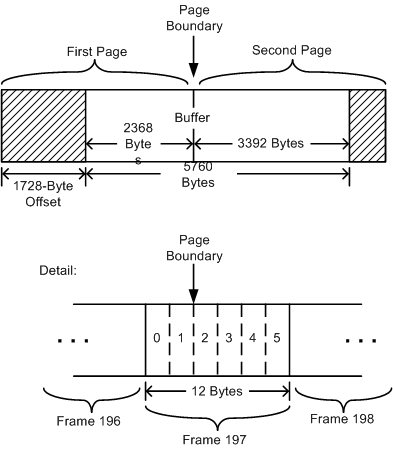 Page
Boundary
First Page
Second Page
Buffer
2368
Byte
s
3392 Bytes
5760
Bytes
1728-Byte
Offset
Page
Boundary
Detail:
. . .
0 1 2 3 4 5
. . .
12 Bytes
Frame 196
Frame 197
Frame 198